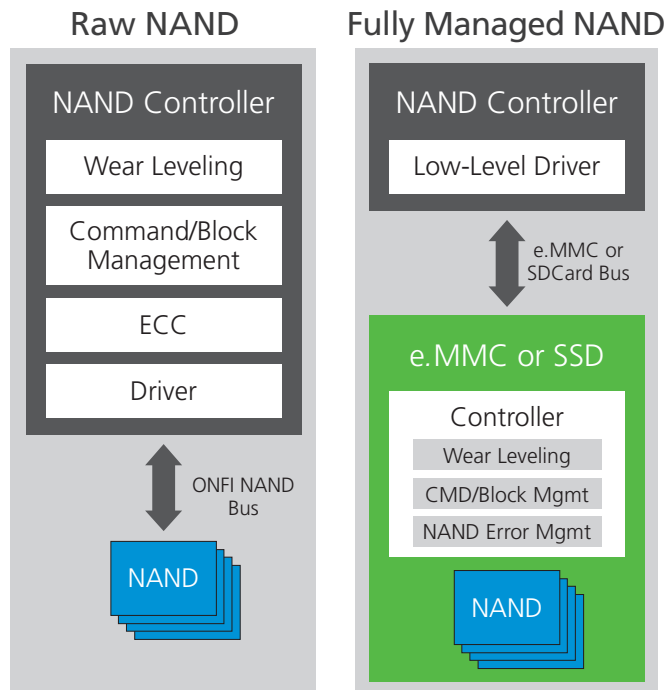 Raw NAND
NAND Controller
Wear Leveling
Command/Block
Management
ECC
Driver
ONFI NAND
Bus
NAND
Fully Managed NAND
NAND Controller
Low-Level Driver
e.MMC or
SDCard Bus
e.MMC or SSD
Controller
Wear Leveling
CMD/Block Mgmt
NAND Error Mgmt
NAND